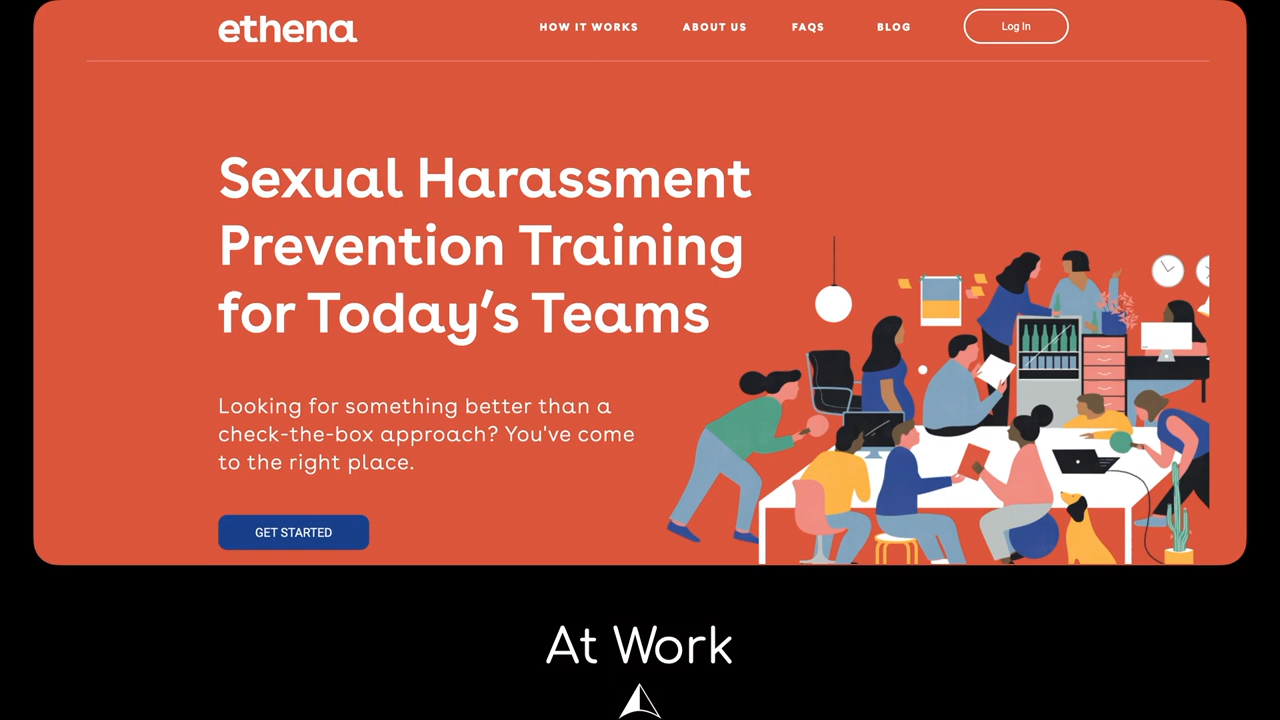 ethena
HOW IT WORKS
ABOUT US
FAQS
BLOG
Log In
Sexual Harassment
Prevention Training
for Today’s Teams
Looking for something better than a
check-the-box approach? You've come
to the right place.
GET STARTED
At Work